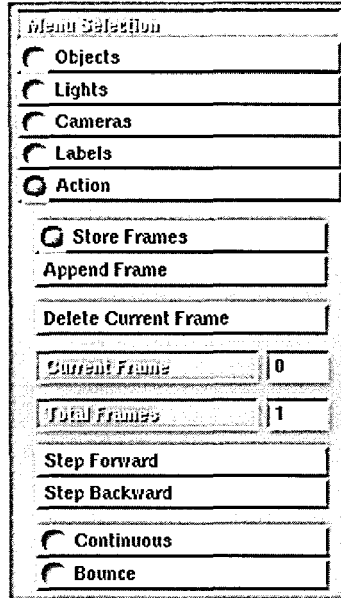 Menu Selection
Objects
Lights
Cameras
Labels
Action
Store Frames
Append Frame
Delete Current Frame
Current Frame 0
Total Frames 1
Step Forward
Step Backward
Continuous
Bounce